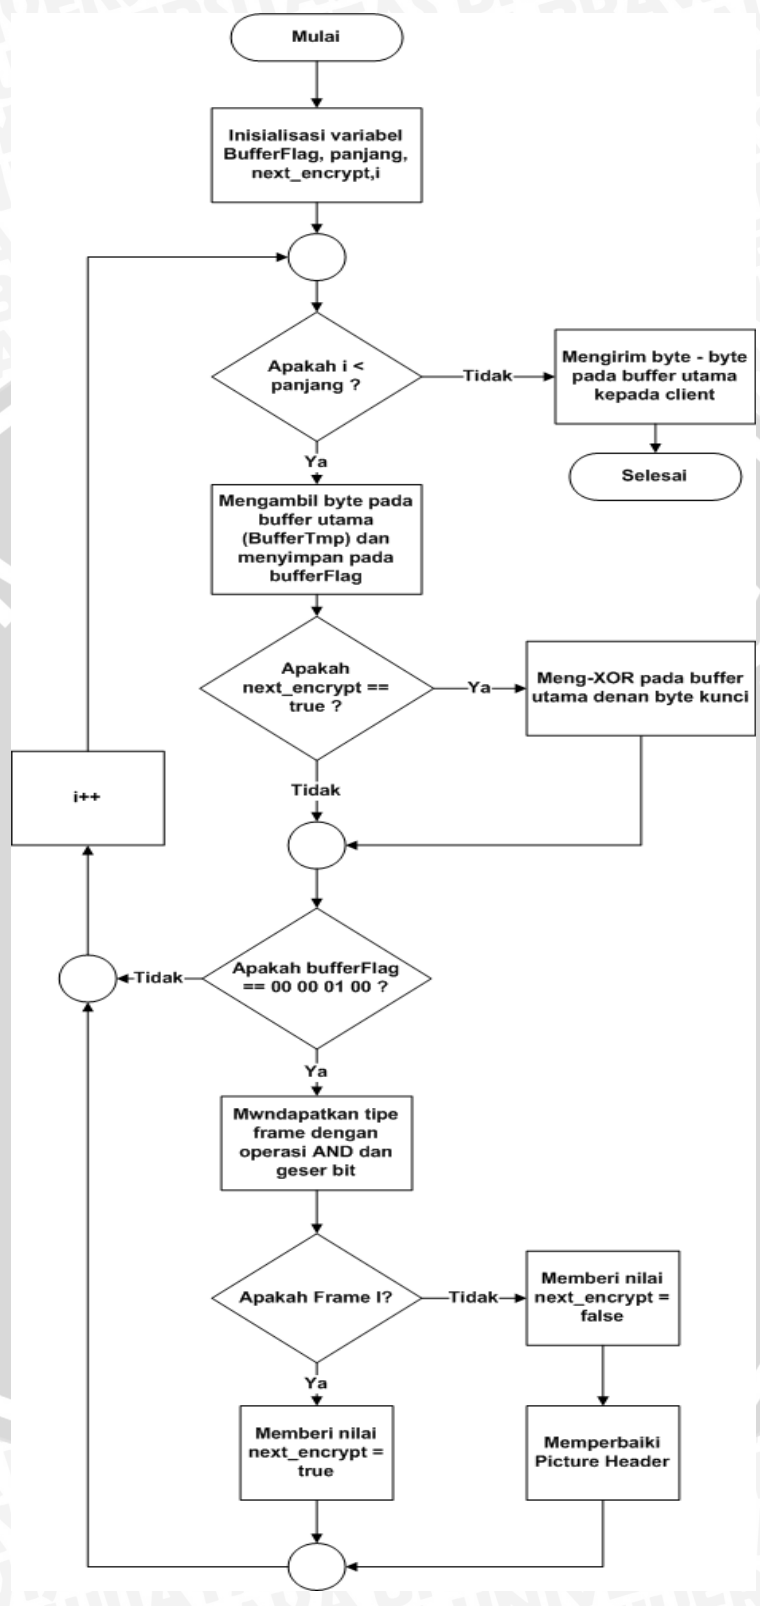 Mulai
Inisialisasi variabel
BufferFlag, panjang,
next_encrypt,i
Apakah i <
panjang ?
Tidak
Mengirim byte - byte
pada buffer utama
kepada client
Selesai
Ya
Mengambil byte pada
buffer utama
(BufferTmp) dan
menyimpan pada
bufferFlag
Apakah
next_encrypt ==
true ?
Ya
Meng-XOR pada buffer
utama denan byte kunci
Tidak
i++
Apakah bufferFlag
== 00 00 01 00 ?
Tidak
Ya
Mwndapatkan tipe
frame dengan
operasi AND dan
geser bit
Apakah Frame I?
Tidak
Memberi nilai
next_encrypt =
false
Ya
Memberi nilai
next_encrypt =
true
Memperbaiki
Picture Header